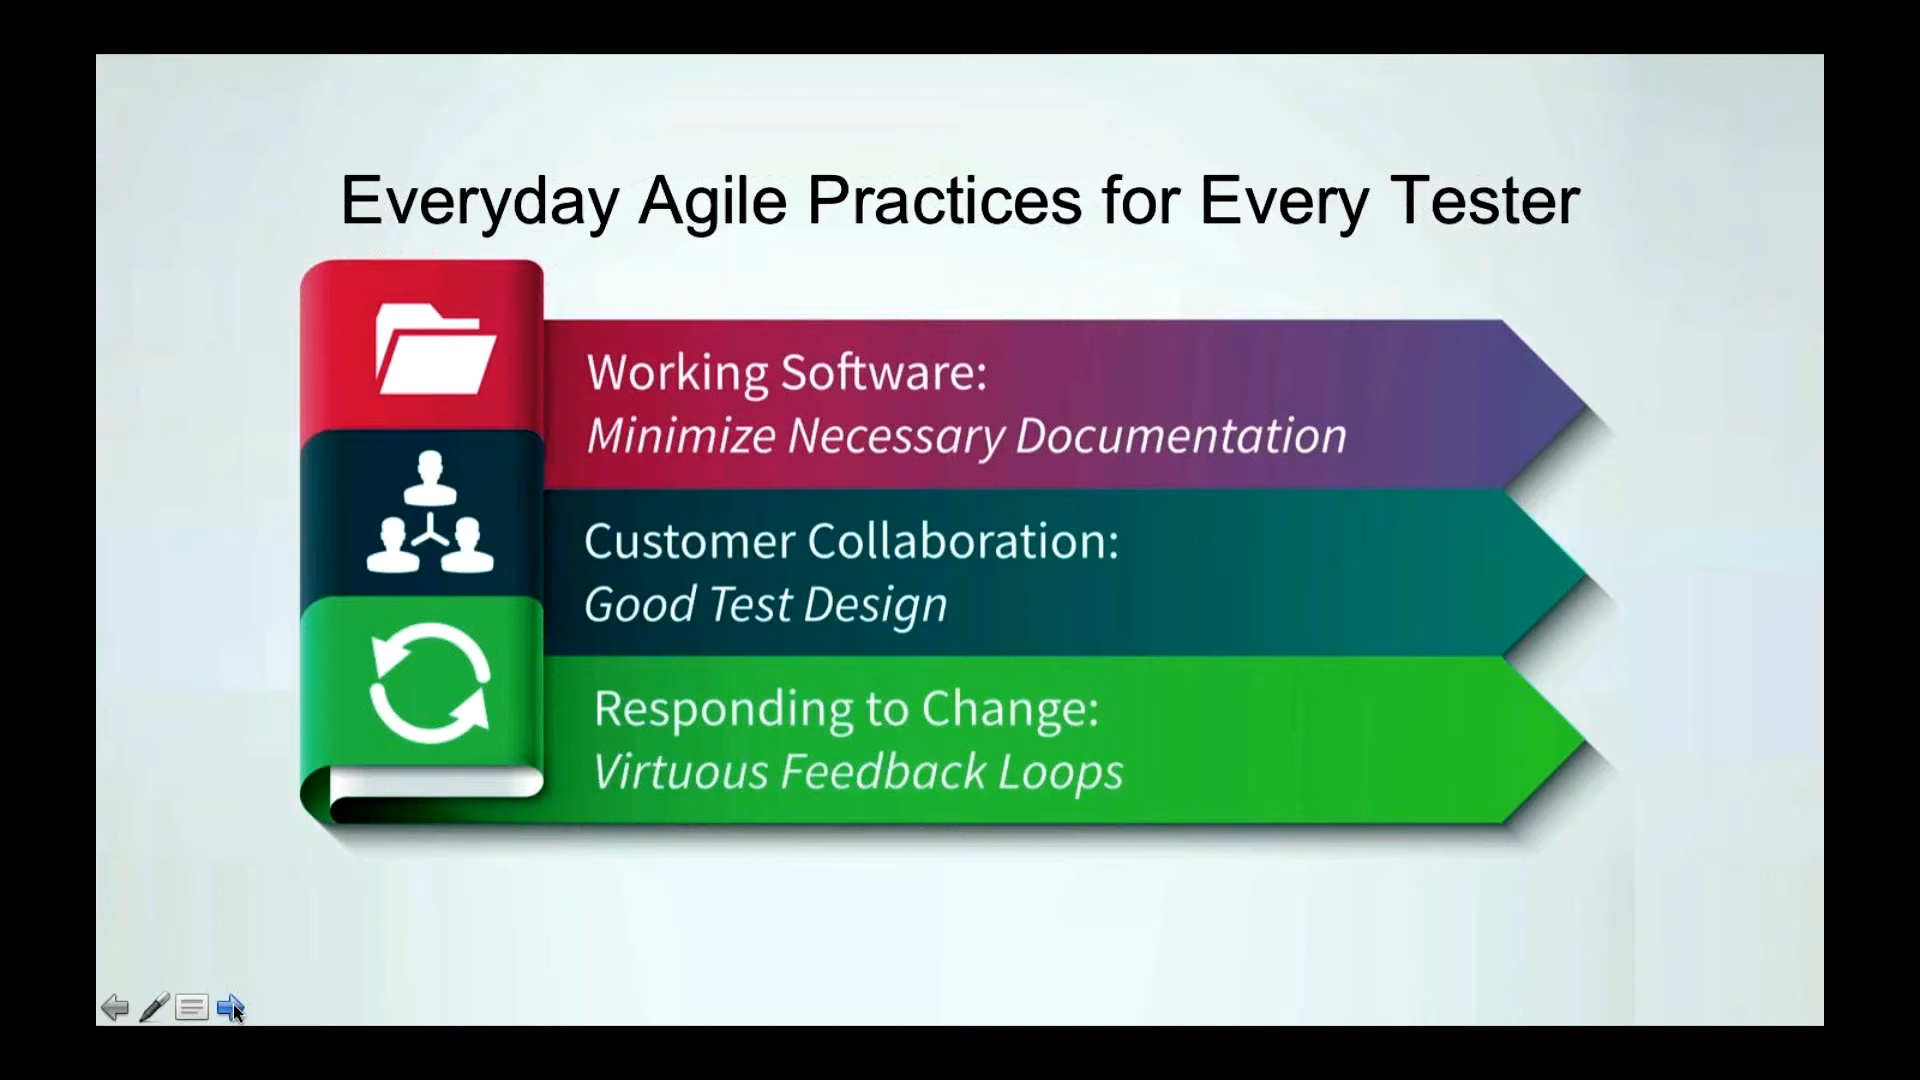 Everyday Agile Practices for Every Tester
Working Software:
Minimize Necessary Documentation
Customer Collaboration:
Good Test Design
Responding to Change:
Virtuous Feedback Loops